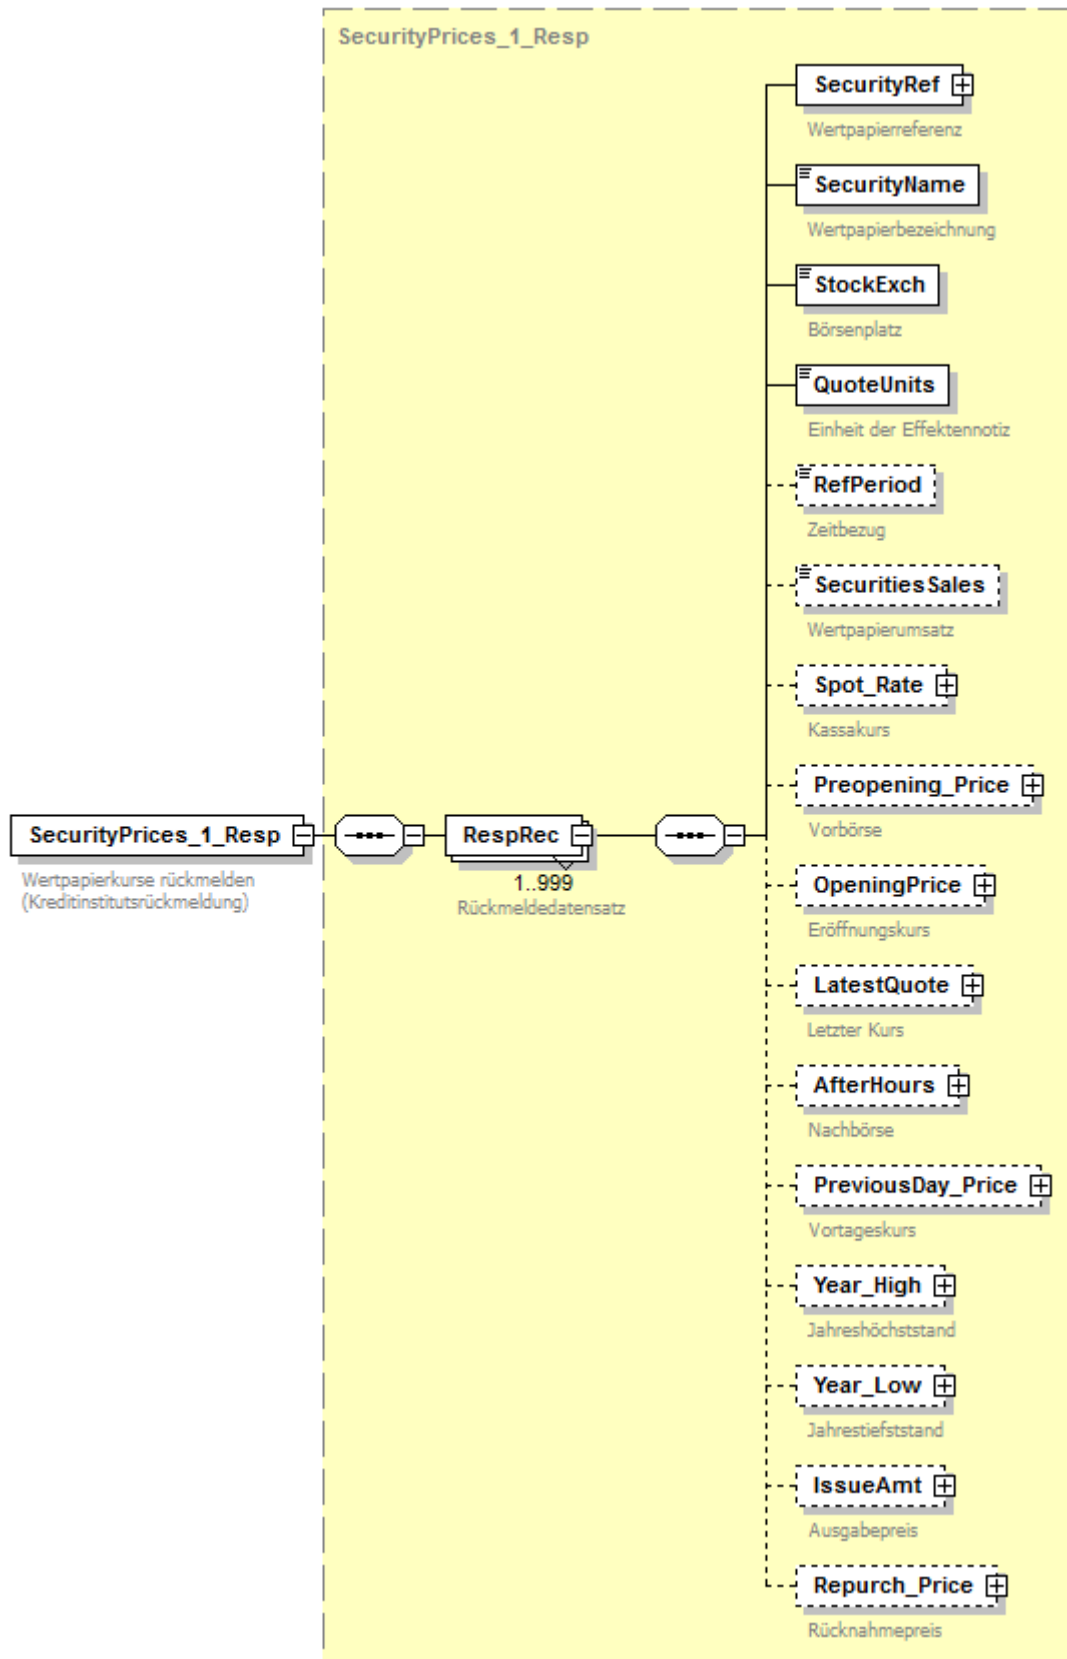 SecurityPrices_1_Resp
SecurityRef
Wertpapierreferenz
SecurityName
Wertpapierbezeichnung
StockExch
Börsenplatz
QuoteUnits
Einheit der Effektennotiz
RefPeriod
Zeitbezug
SecuritiesSales
Wertpapierumsatz
Spot_Rate
Kassakurs
Preopening_Price
Vorbörse
SecurityPrices_1_Resp
Wertpapierkurse rückmelden
(Kreditinstitutsrückmeldung)
RespRec
1..999
Rückmeldedatensatz
OpeningPrice
Eröffnungskurs
LatestQuote
Letzter Kurs
AfterHours
Nachbörse
PreviousDay_Price
Vortageskurs
Year_High
Jahreshöchststand
Year_Low
Jahrestiefststand
IssueAmt
Ausgabepreis
Repurch_Price
Rücknahmepreis